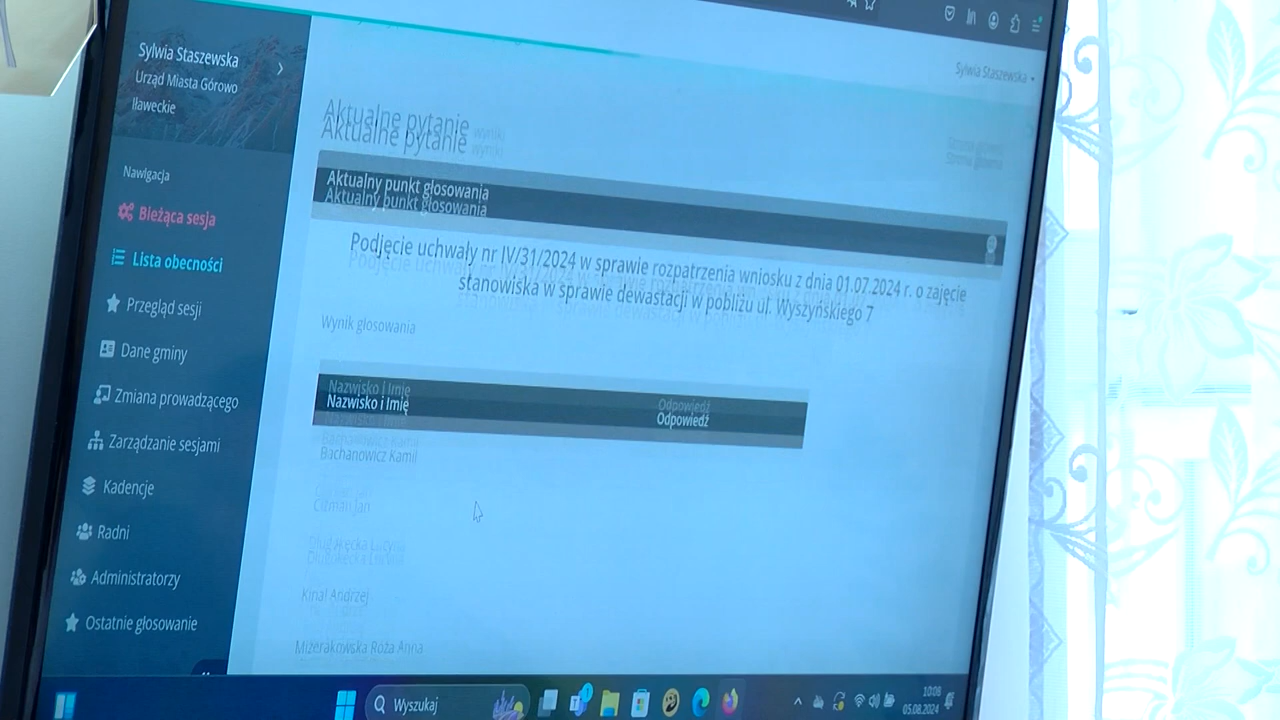 Sylwia Staszewska
Urząd Miasta Górowo
Iławeckie
Nawigacja
Bieżąca sesja
Lista obecności
Przegląd sesji
Dane gminy
Zmiana prowadzącego
Zarządzanie sesjami
Kadencje
Radni
Administratorzy
Ostatnie głosowanie
Sylwia Staszewska
Aktualne pytanie wyniki
Strona główna
Aktualny punkt głosowania
Podjęcie uchwały nr IV/31/2024 w sprawie rozpatrzenia wniosku z dnia 01.07.2024 r. o zajęcie
stanowiska w sprawie dewastacji w pobliżu ul. Wyszyńskiego 7
Wynik głosowania
Nazwisko i Imię Odpowiedź
Bachanowicz Kamil
Kinal Andrzej
Mizerakowska Róża Anna
Wyszukaj
10:08
05.08.2024